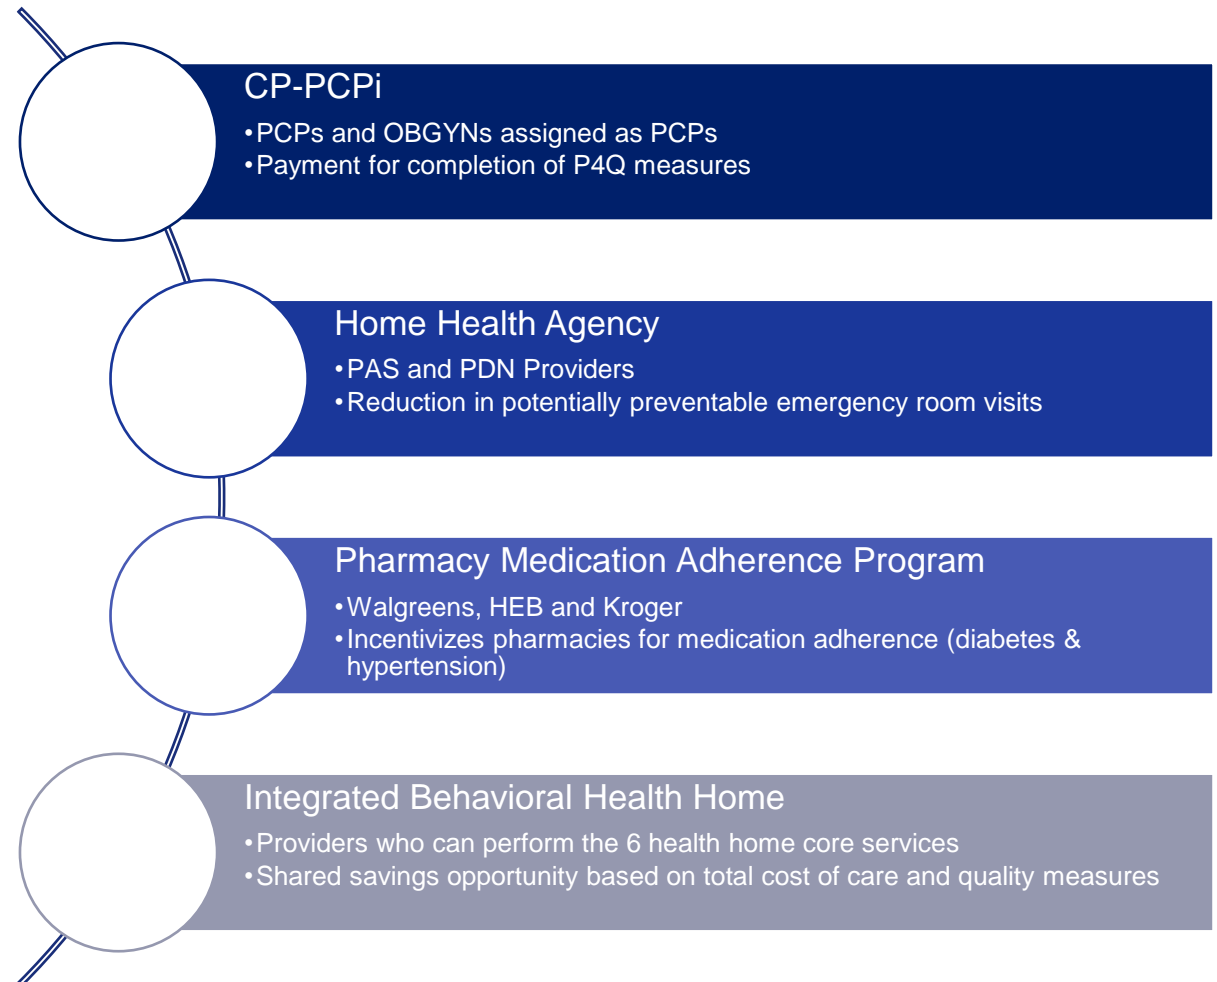 CP-PCPi
•PCPs and OBGYNs assigned as PCPs
•Payment for completion of P4Q measures
Home Health Agency
•PAS and PDN Providers
•Reduction in potentially preventable emergency room visits
Pharmacy Medication Adherence Program
•Walgreens, HEB and Kroger
•Incentivizes pharmacies for medication adherence (diabetes &
hypertension)
Integrated Behavioral Health Home
•Providers who can perform the 6 health home core services
•Shared savings opportunity based on total cost of care and quality measures